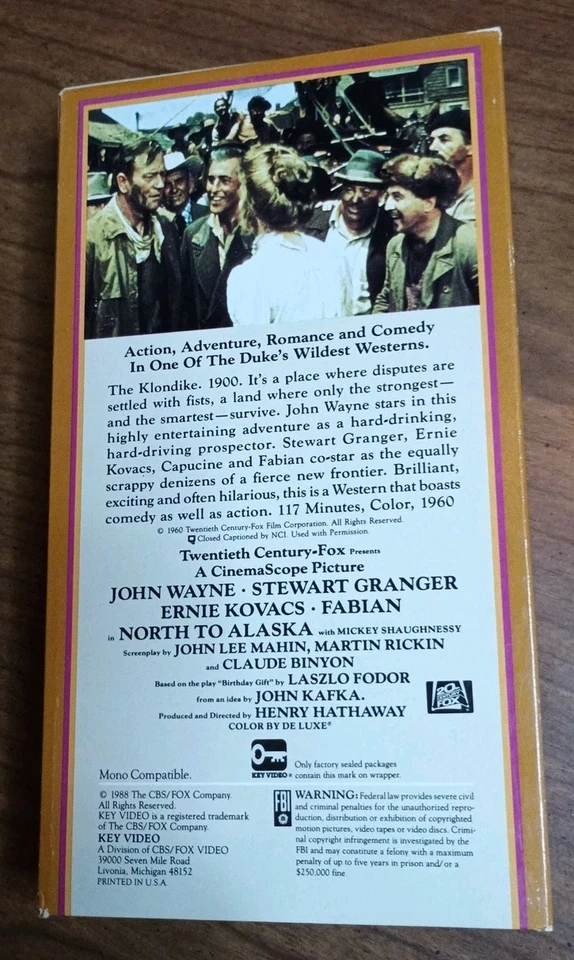 Action, Adventure, Romance and Comedy
In One Of The Duke's Wildest Westerns.
The Klondike. 1900. It's a place where disputes are
settled with fists, a land where only the strongest—
and the smartest—survive. John Wayne stars in this
highly entertaining adventure as a hard-drinking,
hard-driving prospector. Stewart Granger, Ernie
Kovacs, Capucine and Fabian co-star as the equally
scrappy denizens of a fierce new frontier. Brilliant,
exciting and often hilarious, this is a Western that boasts
comedy as well as action. 117 Minutes, Color, 1960
© 1960 Twentieth Century-Fox Film Corporation. All Rights Reserved.
Closed Captioned by NCI. Used with Permission.
Twentieth Century-Fox Presents
A CinemaScope Picture
JOHN WAYNE · STEWART GRANGER
ERNIE KOVACS · FABIAN
in NORTH TO ALASKA with MICKEY SHAUGHNESSY
Screenplay by JOHN LEE MAHIN, MARTIN RICKIN
and CLAUDE BINYON
Based on the play "Birthday Gift" by LASZLO FODOR
from an idea by JOHN KAFKA.
Produced and Directed by HENRY HATHAWAY
COLOR BY DE LUXE®
20th CENTURY FOX
Mono Compatible.
KEY VIDEO®
Only factory sealed packages
contain this mark on wrapper.
© 1988 The CBS/FOX Company.
All Rights Reserved.
KEY VIDEO is a registered trademark
of The CBS/FOX Company.
KEY VIDEO
A Division of CBS/FOX VIDEO
39000 Seven Mile Road
Livonia, Michigan 48152
PRINTED IN U.S.A.
FBI
WARNING: Federal law provides severe civil
and criminal penalties for the unauthorized repro-
duction, distribution or exhibition of copyrighted
motion pictures, video tapes or video discs. Crimi-
nal copyright infringement is investigated by the
FBI and may constitute a felony with a maximum
penalty of up to five years in prison and/or a
$250,000 fine.